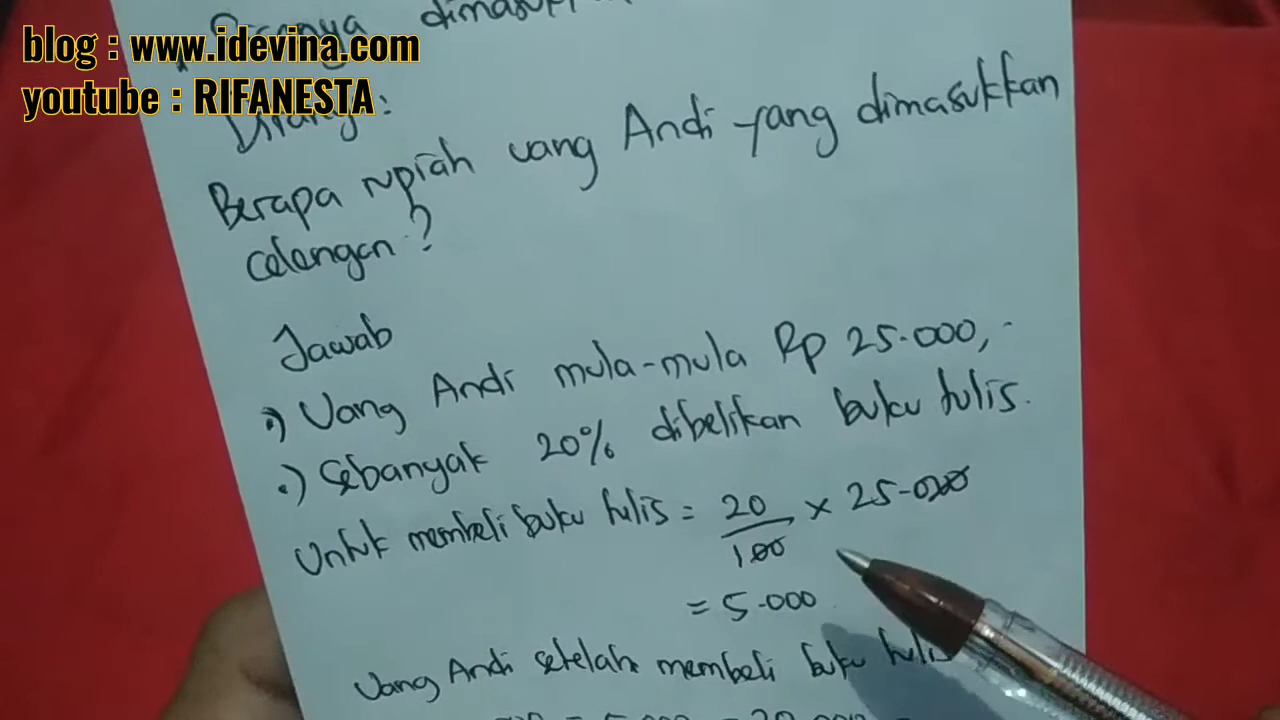 blog : www.idevina.com
youtube : RIFANESTA
dimasukk
Ditanya :
Berapa rupiah uang Andi yang dimasukkan
celengan ?
Jawab
•) Uang Andi mula-mula Rp 25.000,-
•) Sebanyak 20% dibelikan buku tulis.
Untuk membeli buku tulis = 20/100 x 25.000
= 5.000
Uang Andi setelah membeli buku tulis